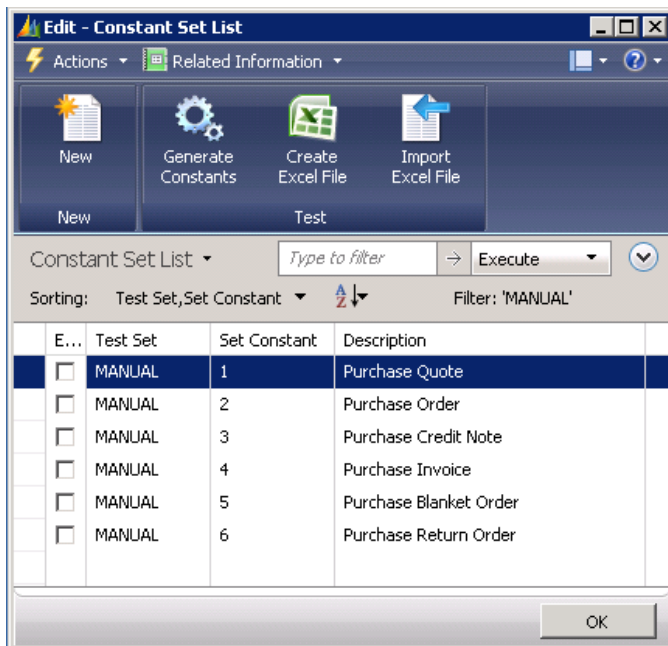 Edit - Constant Set List
Actions Related Information
New Generate Constants Create Excel File Import Excel File
New Test
Constant Set List Type to filter → Execute
Sorting: Test Set,Set Constant A Z Filter: 'MANUAL'
E... Test Set Set Constant Description
MANUAL 1 Purchase Quote
MANUAL 2 Purchase Order
MANUAL 3 Purchase Credit Note
MANUAL 4 Purchase Invoice
MANUAL 5 Purchase Blanket Order
MANUAL 6 Purchase Return Order
OK